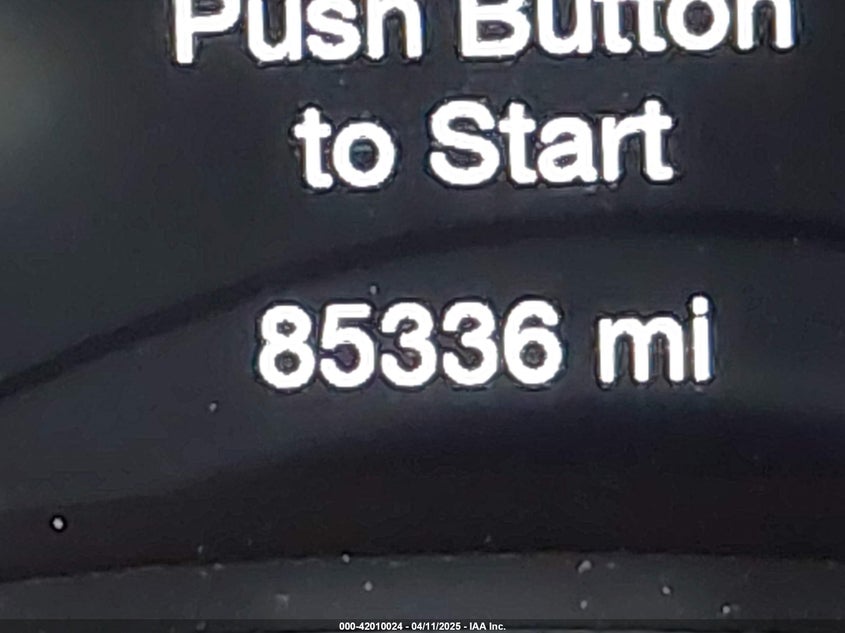 Push Button
to Start
85336 mi
000-42010024 - 04/11/2025 - IAA Inc.